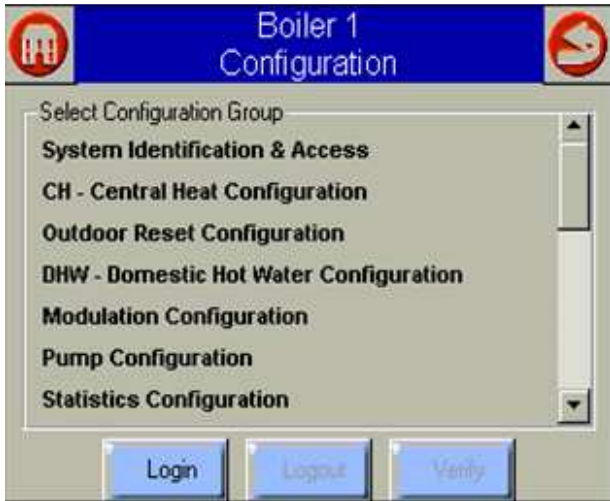 Boiler 1
Configuration
Select Configuration Group
System Identification & Access
CH - Central Heat Configuration
Outdoor Reset Configuration
DHW - Domestic Hot Water Configuration
Modulation Configuration
Pump Configuration
Statistics Configuration
Login Logout Verify